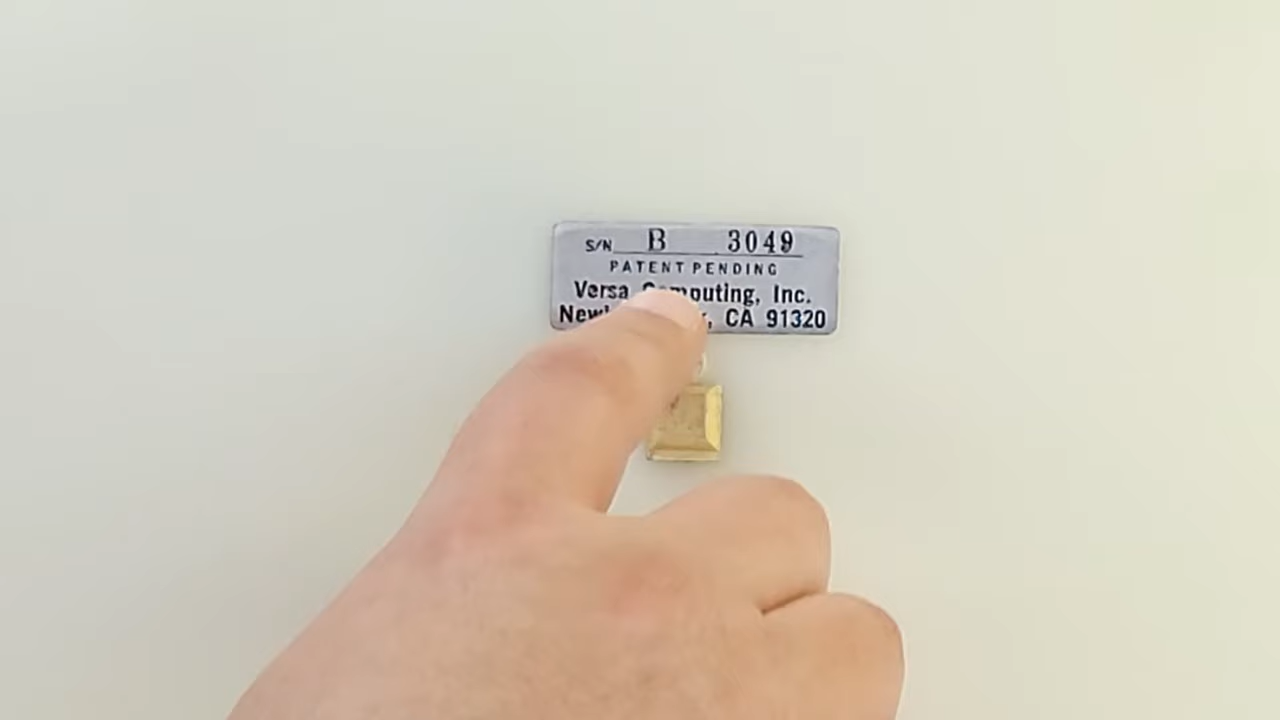 S/N B 3049
PATENT PENDING
Versa Computing, Inc.
CA 91320